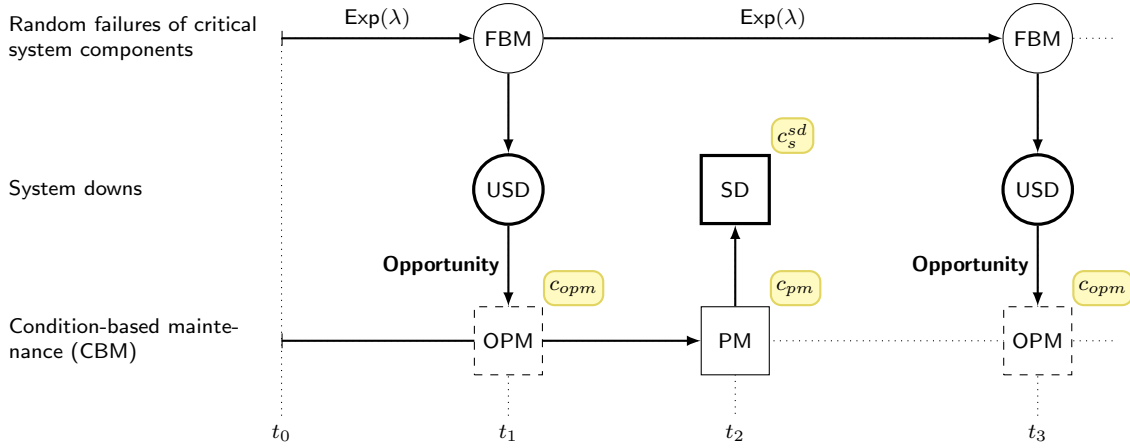 Random failures of critical
system components
Exp(λ)
FBM
Exp(λ)
FBM
System downs
USD
SD
c_s^{sd}
USD
Opportunity
Opportunity
Condition-based mainte-
nance (CBM)
OPM
c_{opm}
PM
c_{pm}
OPM
c_{opm}
t_0
t_1
t_2
t_3